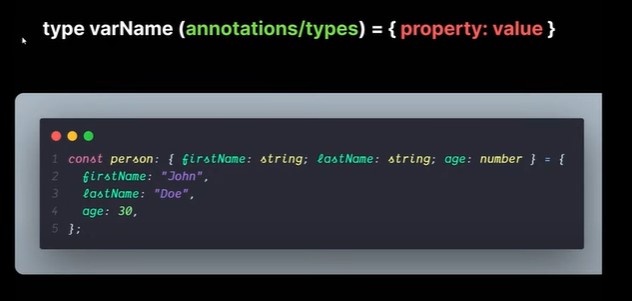 type varName (annotations/types) = { property: value }
1 const person: { firstName: string; lastName: string; age: number } = {
2 firstName: "John",
3 lastName: "Doe",
4 age: 30,
5 };